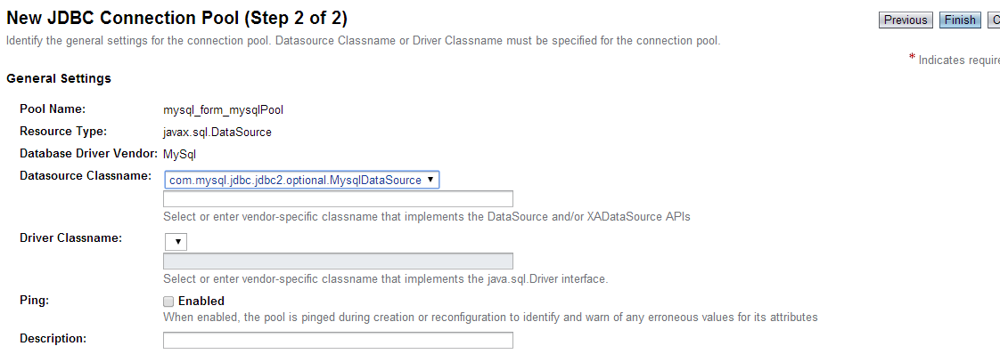 New JDBC Connection Pool (Step 2 of 2)
Previous Finish C
Identify the general settings for the connection pool. Datasource Classname or Driver Classname must be specified for the connection pool.
* Indicates require
General Settings
Pool Name: mysql_form_mysqlPool
Resource Type: javax.sql.DataSource
Database Driver Vendor: MySql
Datasource Classname: com.mysql.jdbc.jdbc2.optional.MysqlDataSource
Select or enter vendor-specific classname that implements the DataSource and/or XADataSource APIs
Driver Classname:
Select or enter vendor-specific classname that implements the java.sql.Driver interface.
Ping: Enabled
When enabled, the pool is pinged during creation or reconfiguration to identify and warn of any erroneous values for its attributes
Description: